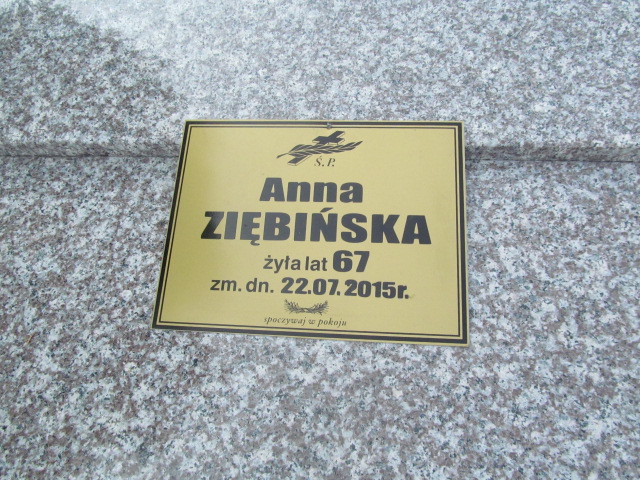 Ś.P.
Anna
ZIĘBIŃSKA
żyła lat 67
zm. dn. 22.07.2015r.
spoczywaj w pokoju